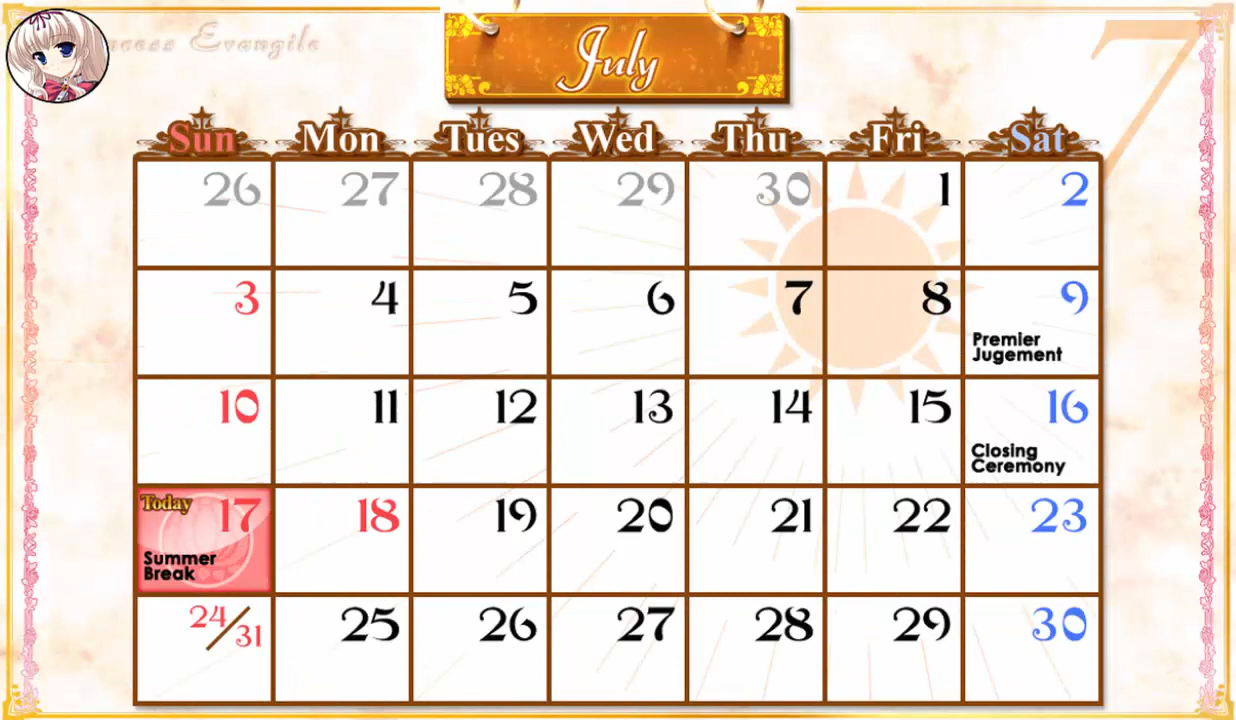 ncess Evangile
July
7
Sun Mon Tues Wed Thu Fri Sat
26 27 28 29 30 1 2
3 4 5 6 7 8 9
Premier
Jugement
10 11 12 13 14 15 16
Closing
Ceremony
Today 17 18 19 20 21 22 23
Summer
Break
24/31 25 26 27 28 29 30